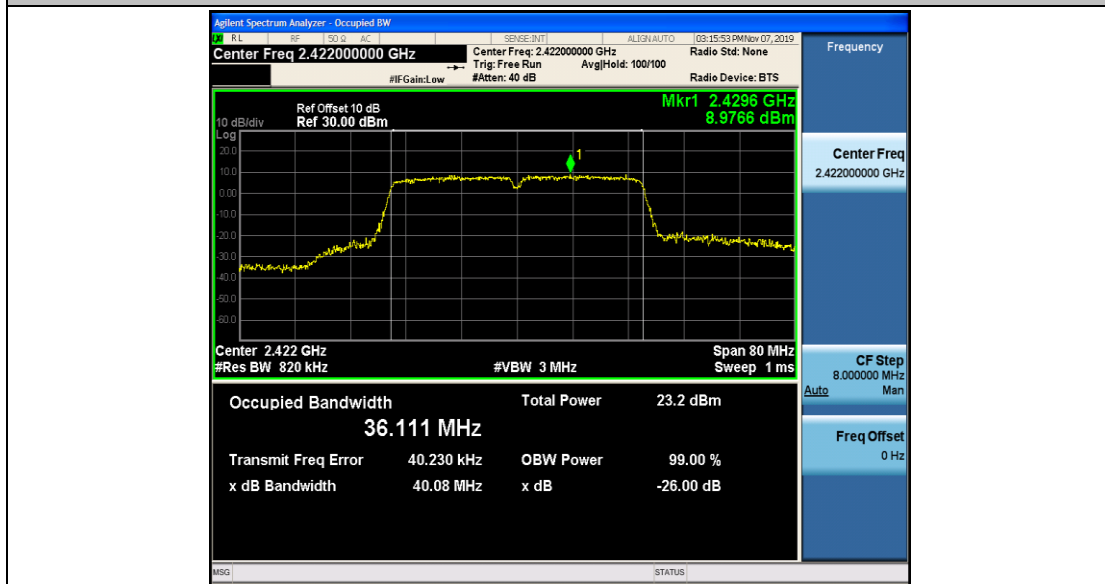 Agilent Spectrum Analyzer - Occupied BW
RL RF 50 Ω AC SENSE:INT ALIGNAUTO 03:15:53 PM Nov 07, 2019
Center Freq 2.422000000 GHz Center Freq: 2.422000000 GHz Radio Std: None Frequency
Trig: Free Run Avg|Hold: 100/100
#IFGain:Low #Atten: 40 dB Radio Device: BTS
Mkr1 2.4296 GHz
Ref Offset 10 dB
10 dB/div Ref 30.00 dBm 8.9766 dBm
Log
20.0
1
10.0
0.00
-10.0
-20.0
-30.0
-40.0
-50.0
-60.0
Center Freq
2.422000000 GHz
Center 2.422 GHz Span 80 MHz
#Res BW 820 kHz #VBW 3 MHz Sweep 1 ms
CF Step
8.000000 MHz
Auto Man
Occupied Bandwidth Total Power 23.2 dBm
36.111 MHz
Freq Offset
0 Hz
Transmit Freq Error 40.230 kHz OBW Power 99.00 %
x dB Bandwidth 40.08 MHz x dB -26.00 dB
MSG STATUS